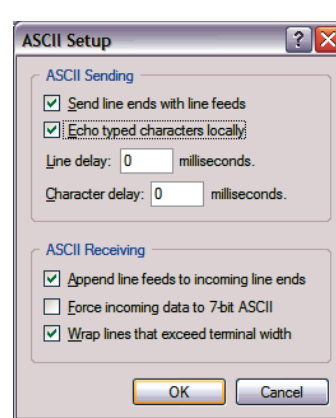 ASCII Setup
ASCII Sending
Send line ends with line feeds
Echo typed characters locally
Line delay: 0 milliseconds.
Character delay: 0 milliseconds.
ASCII Receiving
Append line feeds to incoming line ends
Force incoming data to 7-bit ASCII
Wrap lines that exceed terminal width
OK Cancel